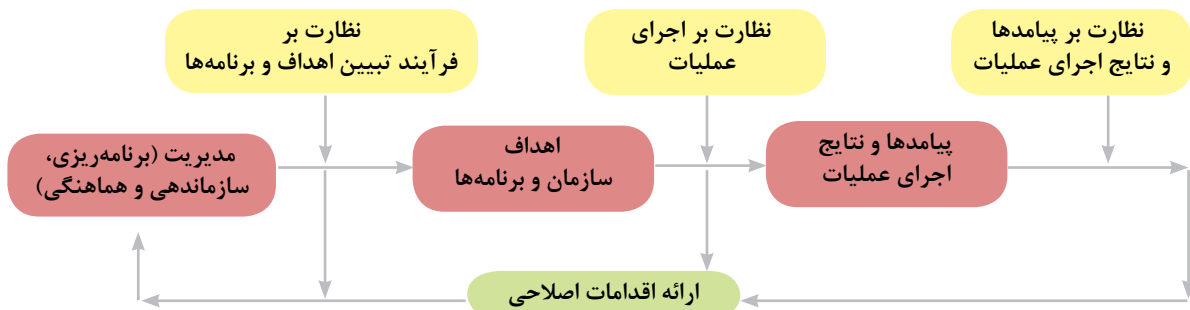 نظارت بر
فرآیند تبیین اهداف و برنامه‌ها
نظارت بر اجرای
عملیات
نظارت بر پیامدها
و نتایج اجرای عملیات
مدیریت (برنامه‌ریزی،
سازماندهی و هماهنگی)
اهداف
سازمان و برنامه‌ها
پیامدها و نتایج
اجرای عملیات
ارائه اقدامات اصلاحی